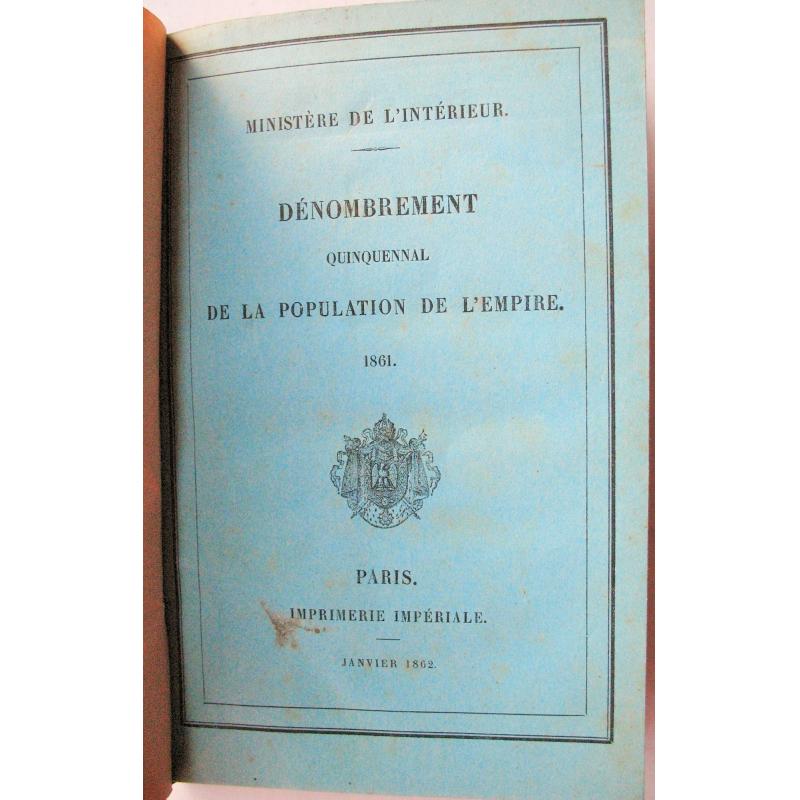 MINISTÈRE DE L'INTÉRIEUR.
DÉNOMBREMENT
QUINQUENNAL
DE LA POPULATION DE L'EMPIRE.
1861.
PARIS.
IMPRIMERIE IMPÉRIALE.
JANVIER 1862.